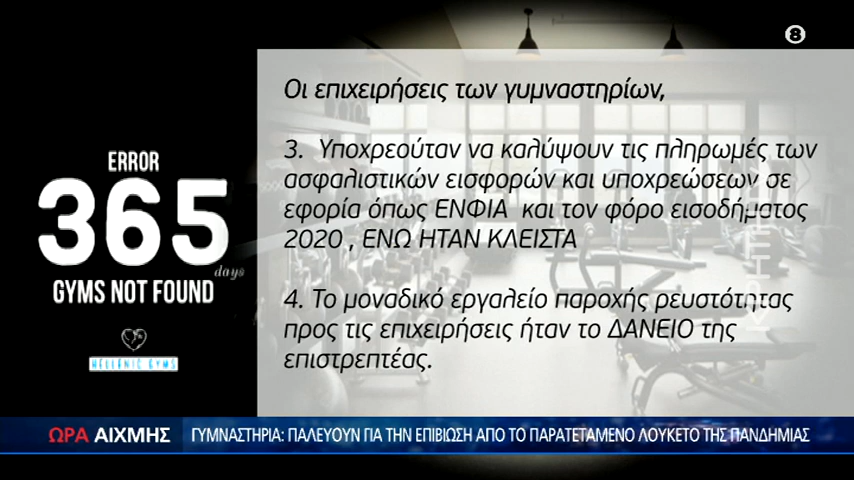 8
Οι επιχειρήσεις των γυμναστηρίων,
3. Υποχρεούταν να καλύψουν τις πληρωμές των
ασφαλιστικών εισφορών και υποχρεώσεων σε
εφορία όπως ΕΝΦΙΑ και τον φόρο εισοδήματος
2020 , ΕΝΩ ΗΤΑΝ ΚΛΕΙΣΤΑ
4. Το μοναδικό εργαλείο παροχής ρευστότητας
προς τις επιχειρήσεις ήταν το ΔΑΝΕΙΟ της
επιστρεπτέας.
ERROR
365
days
GYMS NOT FOUND
HELLENIC GYMS
ΩΡΑ ΑΙΧΜΗΣ ΓΥΜΝΑΣΤΗΡΙΑ: ΠΑΛΕΥΟΥΝ ΓΙΑ ΤΗΝ ΕΠΙΒΙΩΣΗ ΑΠΟ ΤΟ ΠΑΡΑΤΕΤΑΜΕΝΟ ΛΟΥΚΕΤΟ ΤΗΣ ΠΑΝΔΗΜΙΑΣ